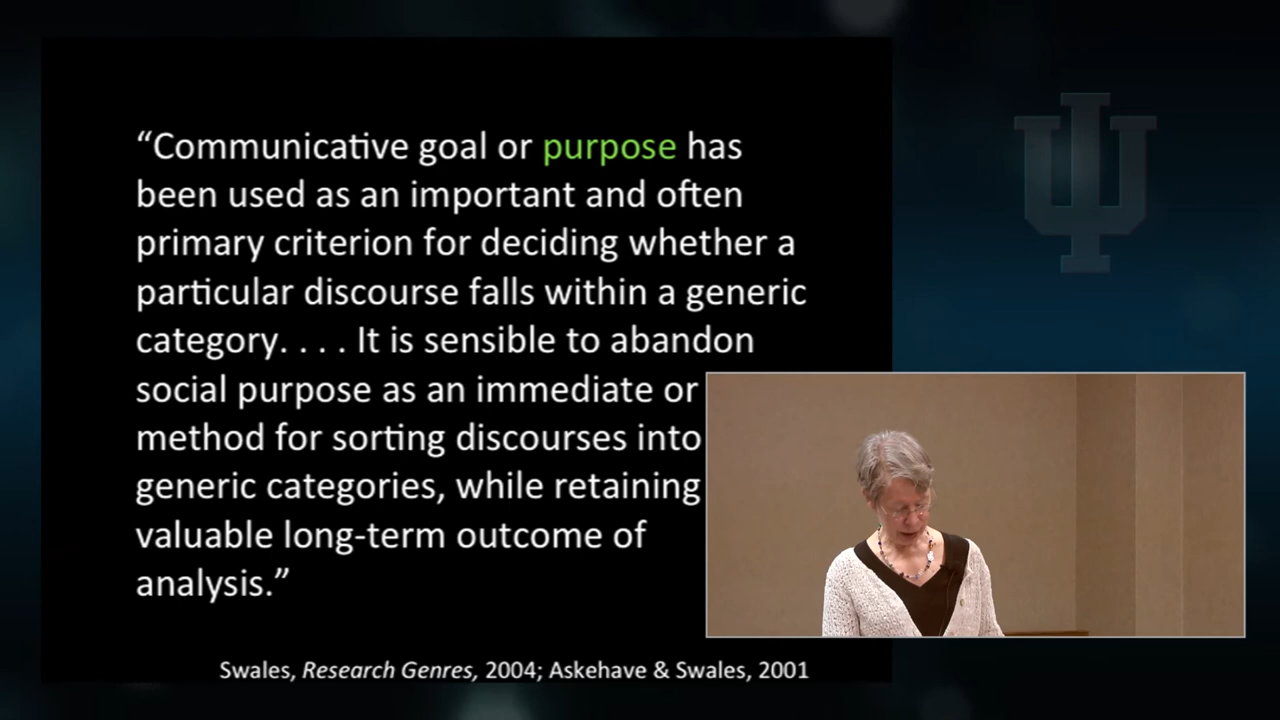 “Communicative goal or purpose has
been used as an important and often
primary criterion for deciding whether a
particular discourse falls within a generic
category. . . . It is sensible to abandon
social purpose as an immediate or
method for sorting discourses into
generic categories, while retaining
valuable long-term outcome of
analysis.”
Swales, Research Genres, 2004; Askehave & Swales, 2001
IU